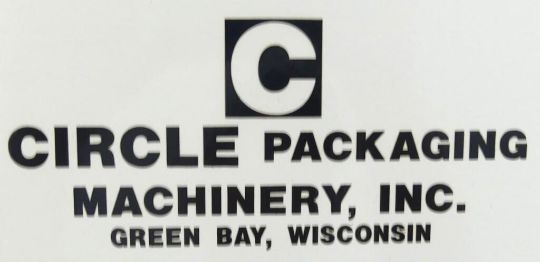 C
CIRCLE PACKAGING
MACHINERY, INC.
GREEN BAY, WISCONSIN